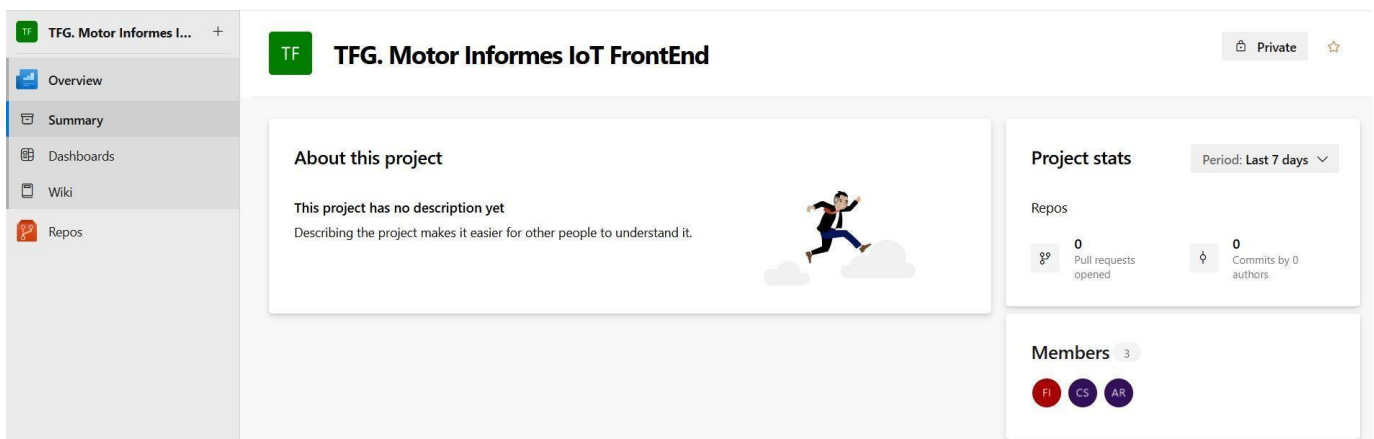 TF
TFG. Motor Informes I...
+
Overview
Summary
Dashboards
Wiki
Repos
TF
TFG. Motor Informes IoT FrontEnd
Private
About this project
This project has no description yet
Describing the project makes it easier for other people to understand it.
Project stats
Period: Last 7 days
Repos
0
Pull requests
opened
0
Commits by 0
authors
Members 3
FI
CS
AR